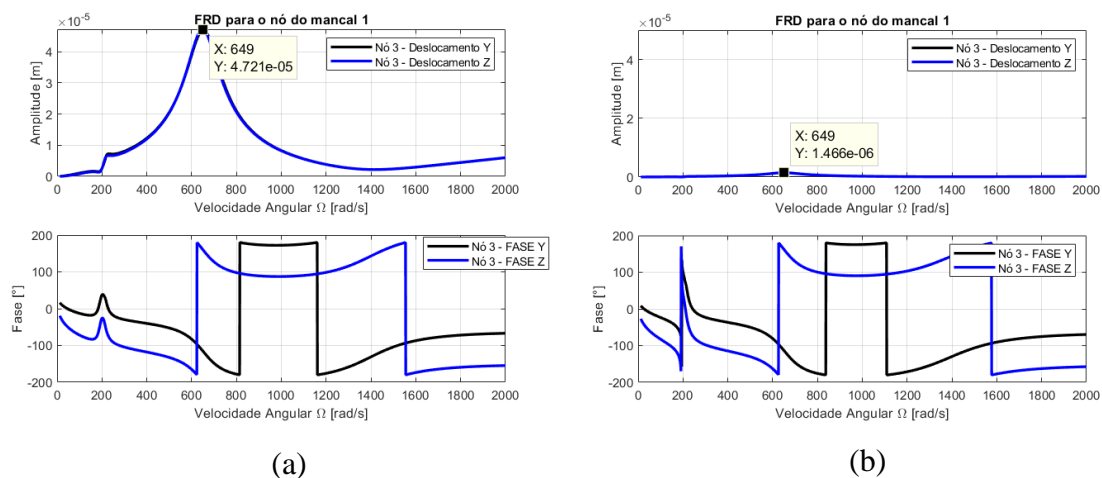 FRD para o nó do mancal 1
×10⁻⁵
4
3
2
1
0
Amplitude [m]
X: 649
Y: 4.721e-05
Nó 3 - Deslocamento Y
Nó 3 - Deslocamento Z
0 200 400 600 800 1000 1200 1400 1600 1800 2000
Velocidade Angular Ω [rad/s]
200
100
0
-100
-200
Fase [°]
Nó 3 - FASE Y
Nó 3 - FASE Z
0 200 400 600 800 1000 1200 1400 1600 1800 2000
Velocidade Angular Ω [rad/s]
(a)
FRD para o nó do mancal 1
×10⁻⁵
4
2
0
Amplitude [m]
X: 649
Y: 1.466e-06
Nó 3 - Deslocamento Y
Nó 3 - Deslocamento Z
0 200 400 600 800 1000 1200 1400 1600 1800 2000
Velocidade Angular Ω [rad/s]
200
100
0
-100
-200
Fase [°]
Nó 3 - FASE Y
Nó 3 - FASE Z
0 200 400 600 800 1000 1200 1400 1600 1800 2000
Velocidade Angular Ω [rad/s]
(b)